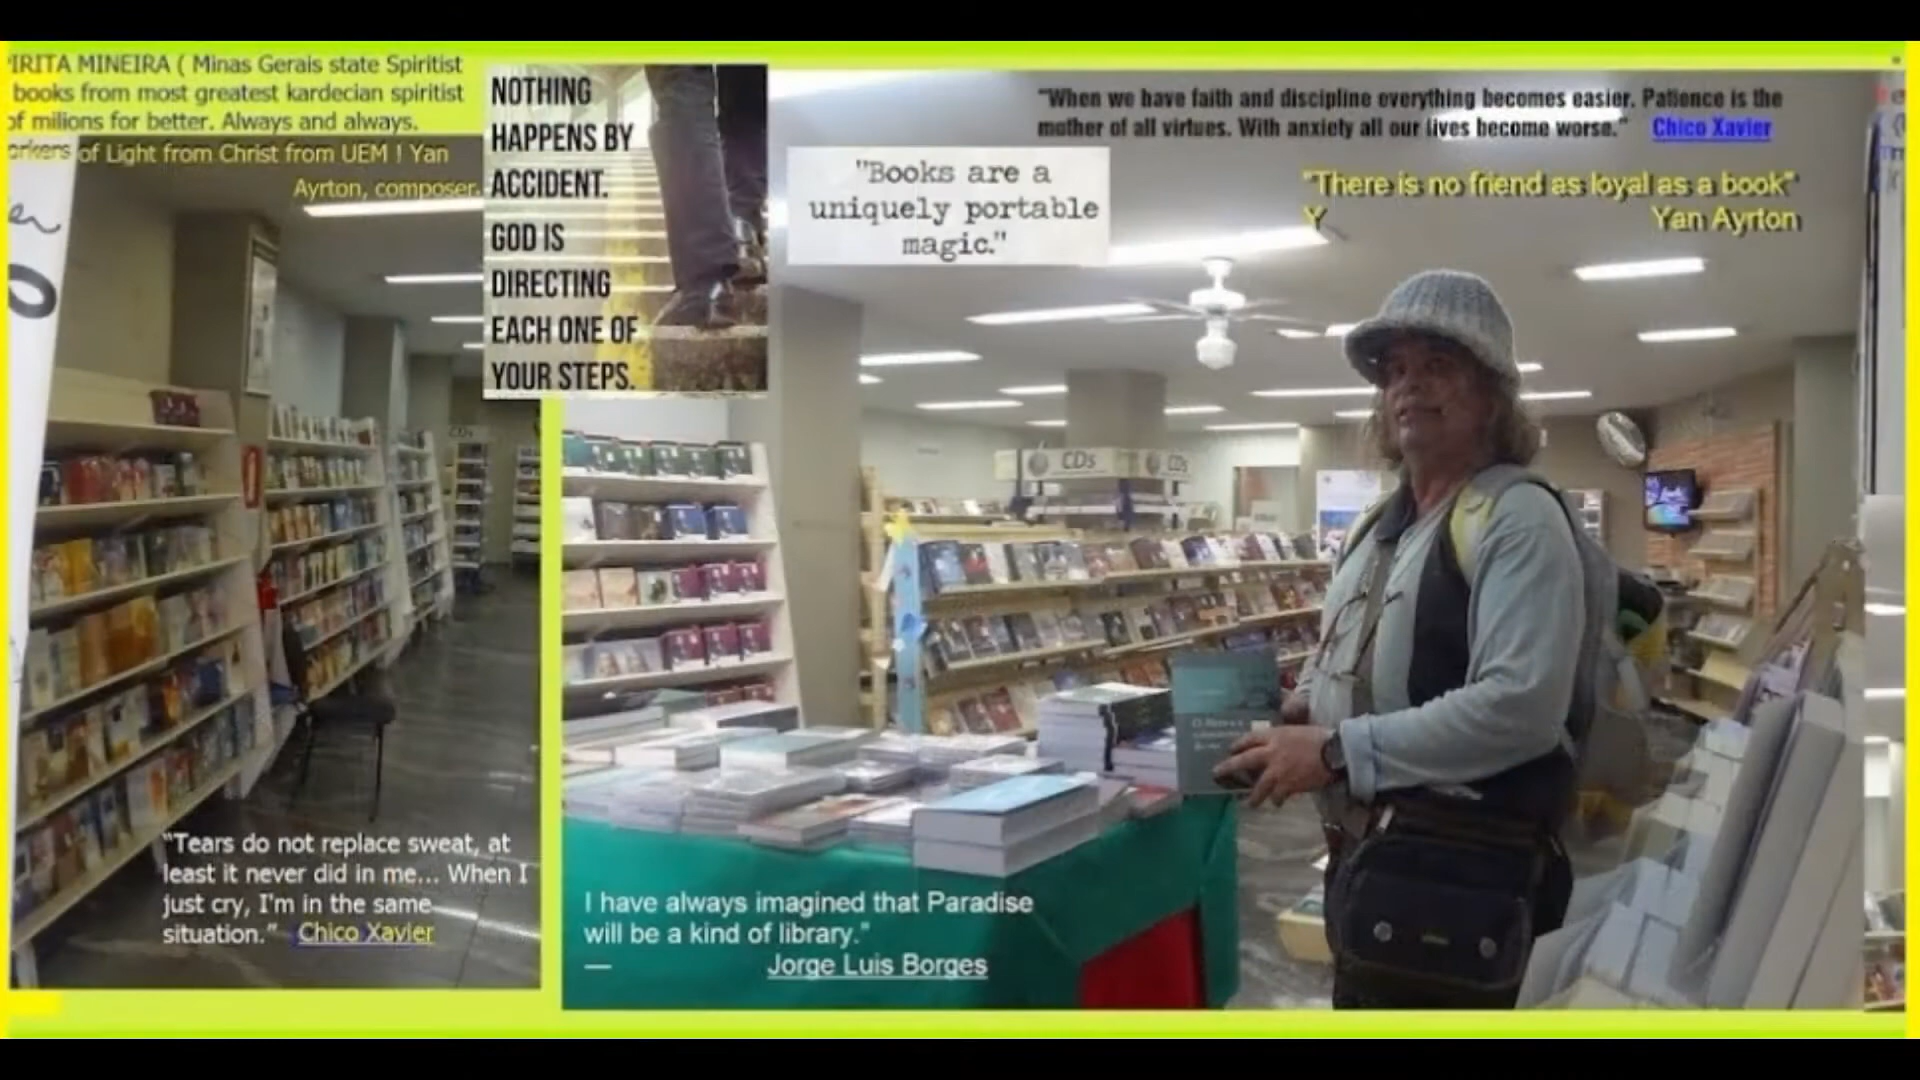 IRITA MINEIRA ( Minas Gerais state Spiritist
books from most greatest kardecian spiritist
of milions for better. Always and always.
orkers of Light from Christ from UEM ! Yan
Ayrton, composer.
NOTHING
HAPPENS BY
ACCIDENT.
GOD IS
DIRECTING
EACH ONE OF
YOUR STEPS.
"Books are a
uniquely portable
magic."
"When we have faith and discipline everything becomes easier. Patience is the
mother of all virtues. With anxiety all our lives become worse." Chico Xavier
"There is no friend as loyal as a book"
Y Yan Ayrton
CDs
CDs
CDs
"Tears do not replace sweat, at
least it never did in me... When I
just cry, I'm in the same
situation." Chico Xavier
I have always imagined that Paradise
will be a kind of library."
— Jorge Luis Borges